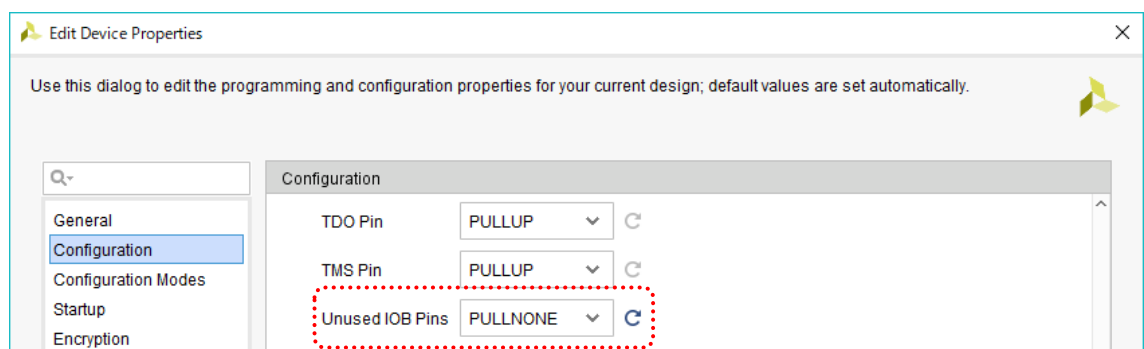 Edit Device Properties
Use this dialog to edit the programming and configuration properties for your current design; default values are set automatically.
Configuration
General
Configuration
Configuration Modes
Startup
Encryption
TDO Pin PULLUP
TMS Pin PULLUP
Unused IOB Pins PULLNONE